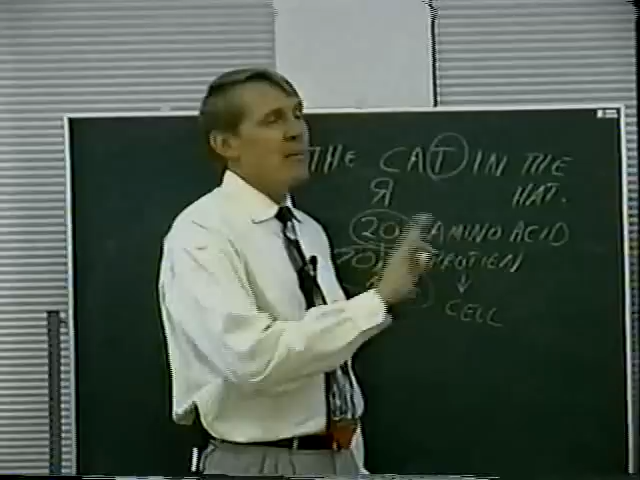 THE CAT IN THE
Я HAT.
20 AMINO ACID
PROTIEN
↓
CELL